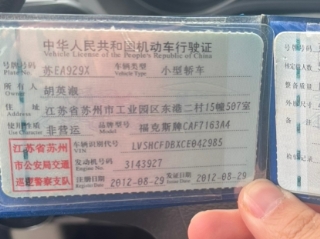 中华人民共和国机动车行驶证
Vehicle License of the People's Republic of China
号牌号码 苏EA929X 车辆类型 小型轿车
Plate No. Vehicle Type
所有人 胡英
Owner
住址 江苏省苏州市工业园区东港二村15幢507室
Address
使用性质 非营运 品牌型号 福克斯牌CAF7163A4
江苏省苏州市公安局交通巡逻警察支队
车辆识别代号 LVSHCFDBXCE042985
VIN
发动机号码 3143927
注册日期 2012-08-29 发证日期 2012-08-29
Register Date Issue Date